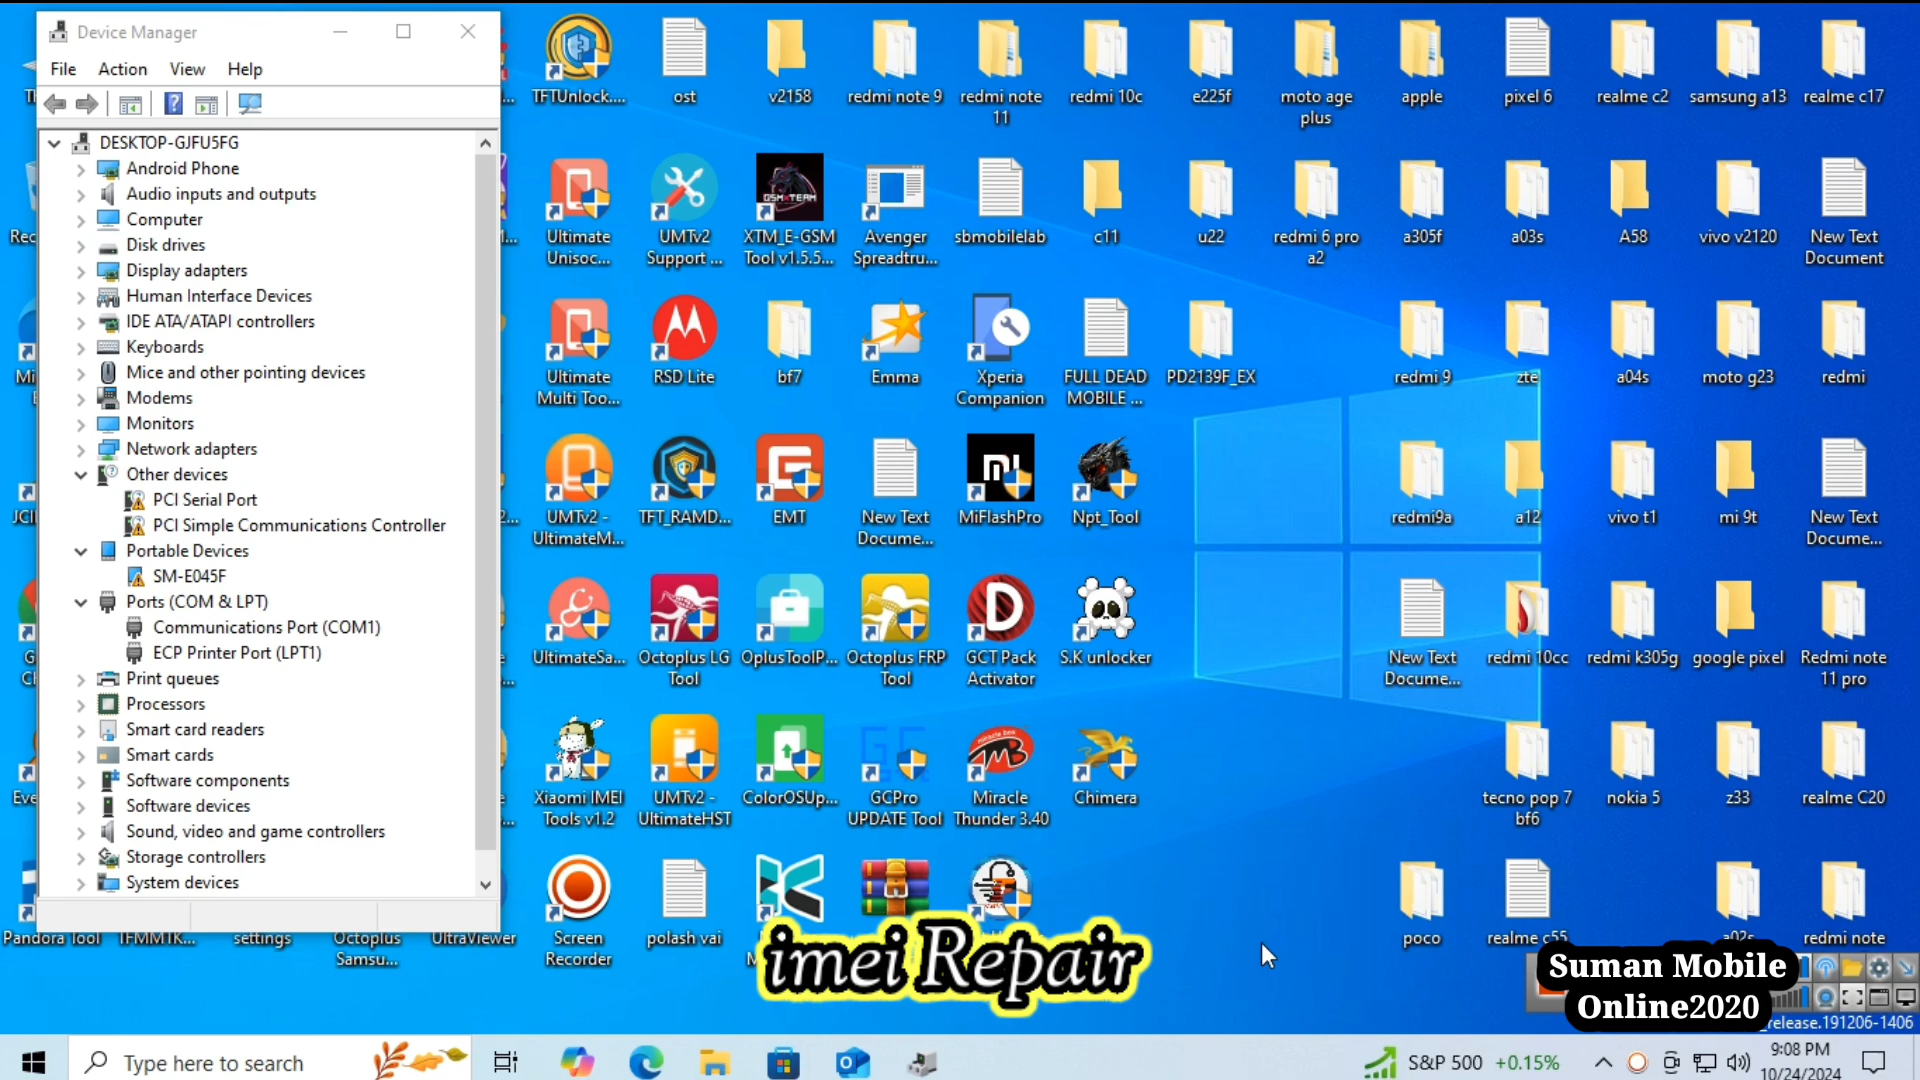 Device Manager
File Action View Help
DESKTOP-GJFU5FG
Android Phone
Audio inputs and outputs
Computer
Disk drives
Display adapters
Human Interface Devices
IDE ATA/ATAPI controllers
Keyboards
Mice and other pointing devices
Modems
Monitors
Network adapters
Other devices
PCI Serial Port
PCI Simple Communications Controller
Portable Devices
SM-E045F
Ports (COM & LPT)
Communications Port (COM1)
ECP Printer Port (LPT1)
Print queues
Processors
Smart card readers
Smart cards
Software components
Software devices
Sound, video and game controllers
Storage controllers
System devices
TFTUnlock.... ost v2158 redmi note 9 redmi note 11 redmi 10c e225f moto age plus apple pixel 6 realme c2 samsung a13 realme c17
Ultimate Unisoc... UMTv2 Support ... XTM_E-GSM Tool v1.5.5... Avenger Spreadtru... sbmobilelab c11 u22 redmi 6 pro a2 a305f a03s A58 vivo v2120 New Text Document
GSMXTEAM
Ultimate Multi Too... RSD Lite bf7 Emma Xperia Companion FULL DEAD MOBILE ... PD2139F_EX redmi 9 zte a04s moto g23 redmi
UMTv2 - UltimateM... TFT_RAMD... EMT New Text Docume... MiFlashPro Npt_Tool redmi9a a12 vivo t1 mi 9t New Text Docume...
UltimateSa... Octoplus LG Tool OplusToolP... Octoplus FRP Tool GCT Pack Activator S.K unlocker New Text Docume... redmi 10cc redmi k305g google pixel Redmi note 11 pro
Xiaomi IMEI Tools v1.2 UMTv2 - UltimateHST ColorOSUp... GCPro UPDATE Tool Miracle Thunder 3.40 Chimera tecno pop 7 bf6 nokia 5 z33 realme C20
Pandora Tool TFMMTK... settings Octoplus Samsu... UltraViewer Screen Recorder polash vai poco realme c55 a02s redmi note
imei Repair
Suman Mobile
Online2020
release.191206-1406
Type here to search
S&P 500 +0.15%
9:08 PM
10/24/2024